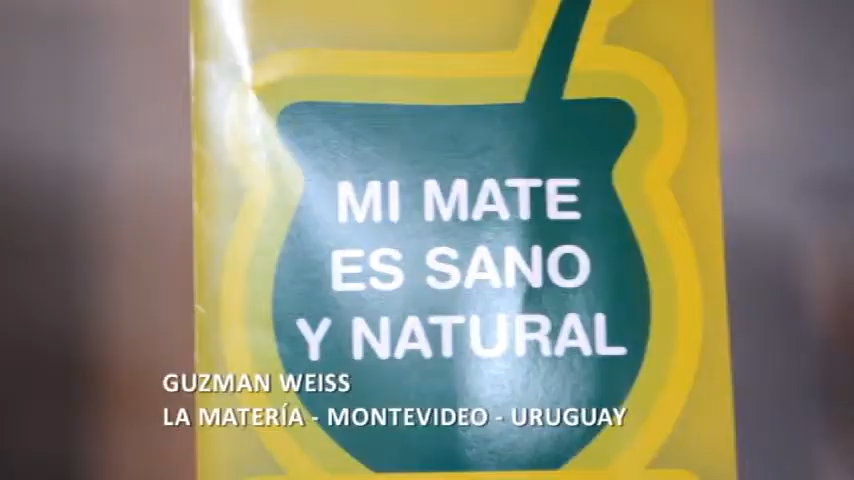 MI MATE
ES SANO
Y NATURAL
GUZMAN WEISS
LA MATERÍA - MONTEVIDEO - URUGUAY